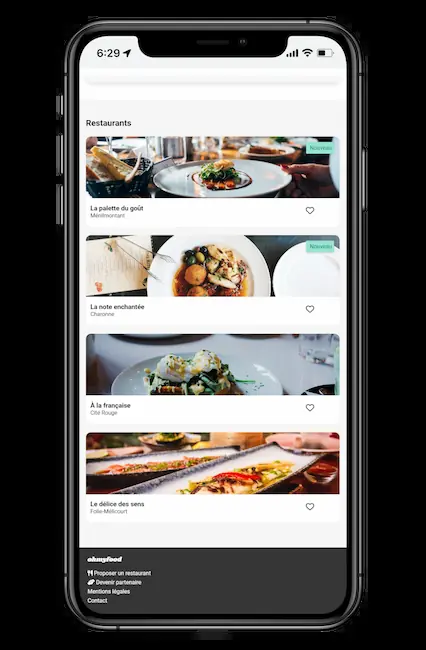 6:29
Restaurants
Nouveau
La palette du goût
Ménilmontant
Nouveau
La note enchantée
Charonne
À la française
Cité Rouge
Le délice des sens
Folie-Méricourt
ohmyfood
Proposer un restaurant
Devenir partenaire
Mentions légales
Contact